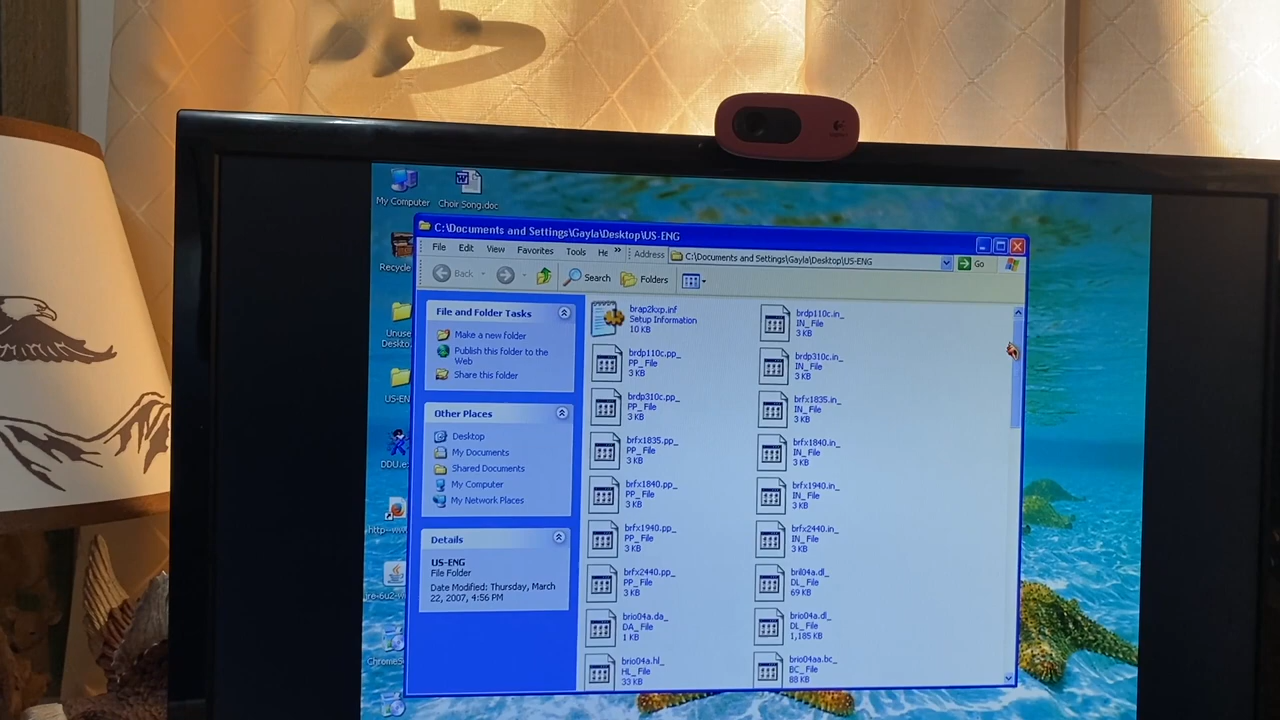 My Computer
Choir Song.doc
C:\Documents and Settings\Gayla\Desktop\US-ENG
File Edit View Favorites Tools He » Address C:\Documents and Settings\Gayla\Desktop\US-ENG Go
Back Search Folders
Recycle
Unuse
Deskto
US-EN
DDU.e
http--ww
jre-6u2-w
ChromeS
File and Folder Tasks
Make a new folder
Publish this folder to the
Web
Share this folder
Other Places
Desktop
My Documents
Shared Documents
My Computer
My Network Places
Details
US-ENG
File Folder
Date Modified: Thursday, March
22, 2007, 4:56 PM
brap2kxp.inf
Setup Information
10 KB
brdp110c.in_
IN_ File
3 KB
brdp110c.pp_
PP_ File
3 KB
brdp310c.in_
IN_ File
3 KB
brdp310c.pp_
PP_ File
3 KB
brfx1835.in_
IN_ File
3 KB
brfx1835.pp_
PP_ File
3 KB
brfx1840.in_
IN_ File
3 KB
brfx1840.pp_
PP_ File
3 KB
brfx1940.in_
IN_ File
3 KB
brfx1940.pp_
PP_ File
3 KB
brfx2440.in_
IN_ File
3 KB
brfx2440.pp_
PP_ File
3 KB
bril04a.dl_
DL_ File
69 KB
brio04a.da_
DA_ File
1 KB
brio04a.dl_
DL_ File
1,185 KB
brio04a.hl_
HL_ File
33 KB
brio04aa.bc_
BC_ File
88 KB